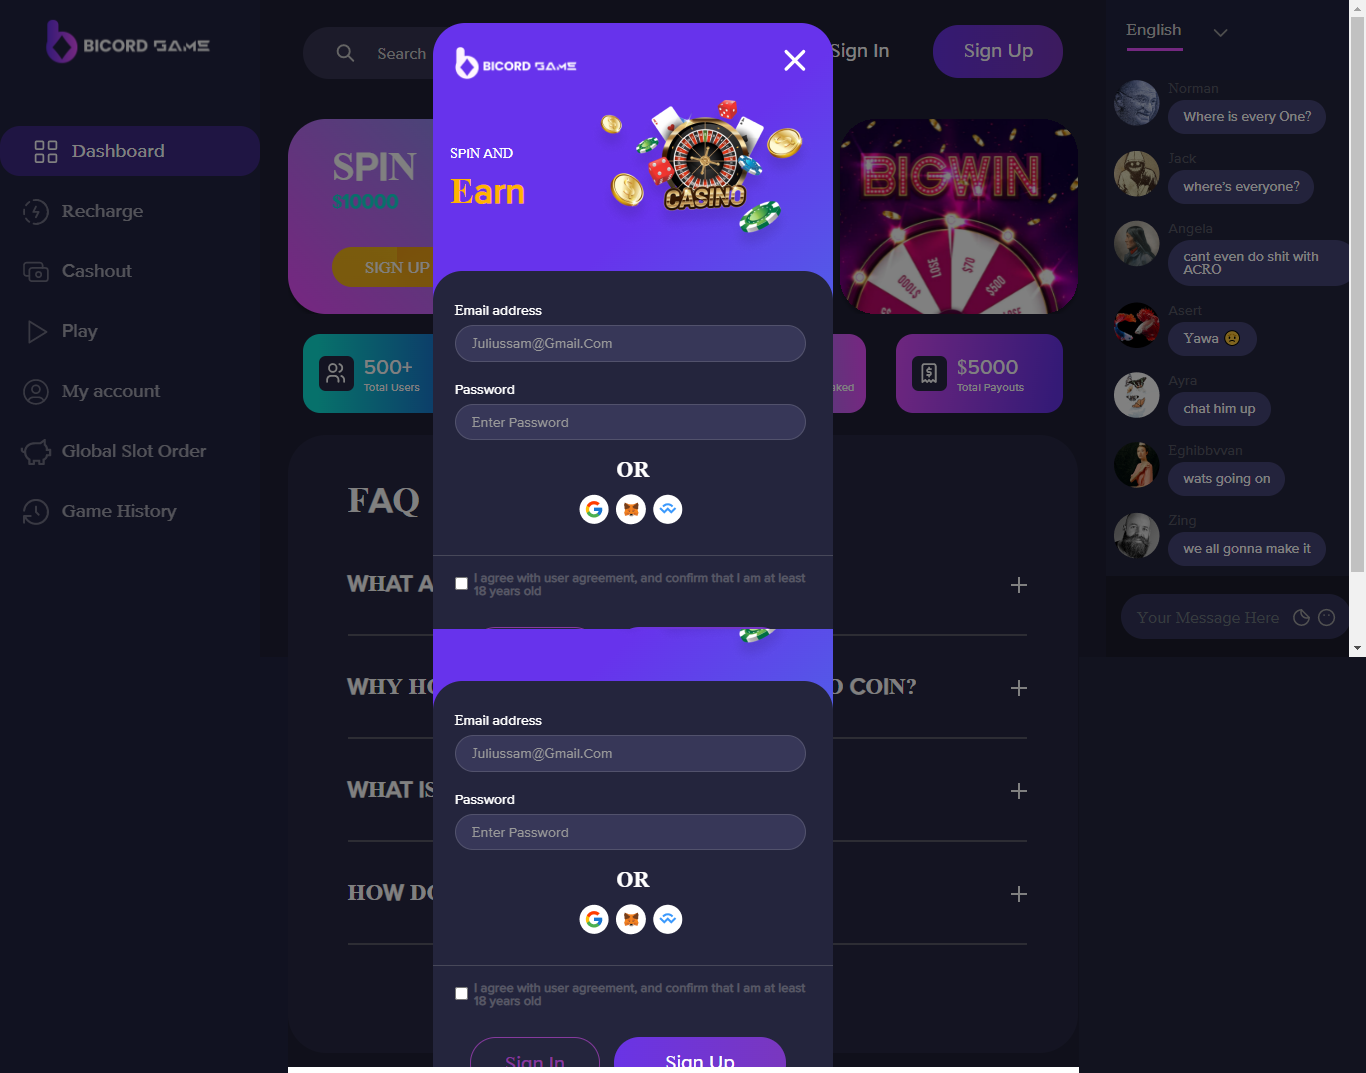 BICORD GAME
Dashboard
Recharge
Cashout
Play
My account
Global Slot Order
Game History
Search
Sign In
Sign Up
SPIN
$10000
SIGN UP
BIGWIN
$1000
LOSE
$70
$500
500+
Total Users
aked
$5000
Total Payouts
FAQ
WHAT A
WHY HO
O COIN?
WHAT IS
HOW DO
BICORD GAME
SPIN AND
Earn
CASINO
Email address
Juliussam@Gmail.Com
Password
Enter Password
OR
I agree with user agreement, and confirm that I am at least
18 years old
Email address
Juliussam@Gmail.Com
Password
Enter Password
OR
I agree with user agreement, and confirm that I am at least
18 years old
Sign In
Sign Up
English
Norman
Where is every One?
Jack
where's everyone?
Angela
cant even do shit with
ACRO
Asert
Yawa 😣
Ayra
chat him up
Eghibbvvan
wats going on
Zing
we all gonna make it
Your Message Here